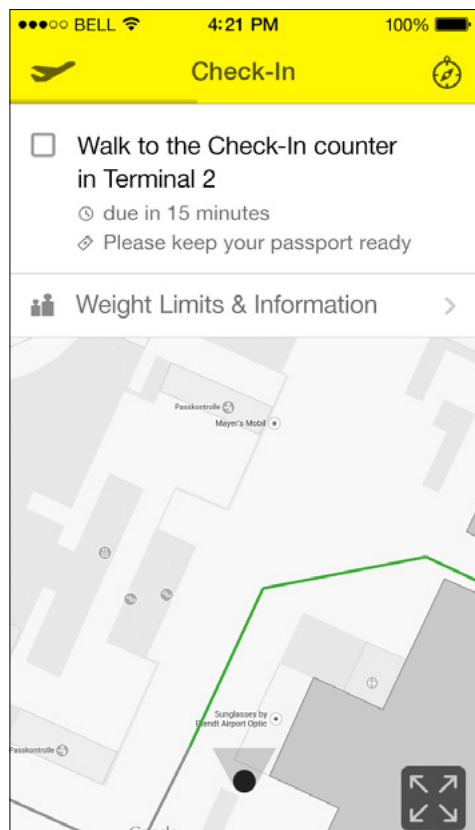 BELL 4:21 PM 100%
Check-In
Walk to the Check-In counter
in Terminal 2
due in 15 minutes
Please keep your passport ready
Weight Limits & Information
Passkontrolle
Mayer's Mobil
Sunglasses by
Airport Optic
Passkontrolle